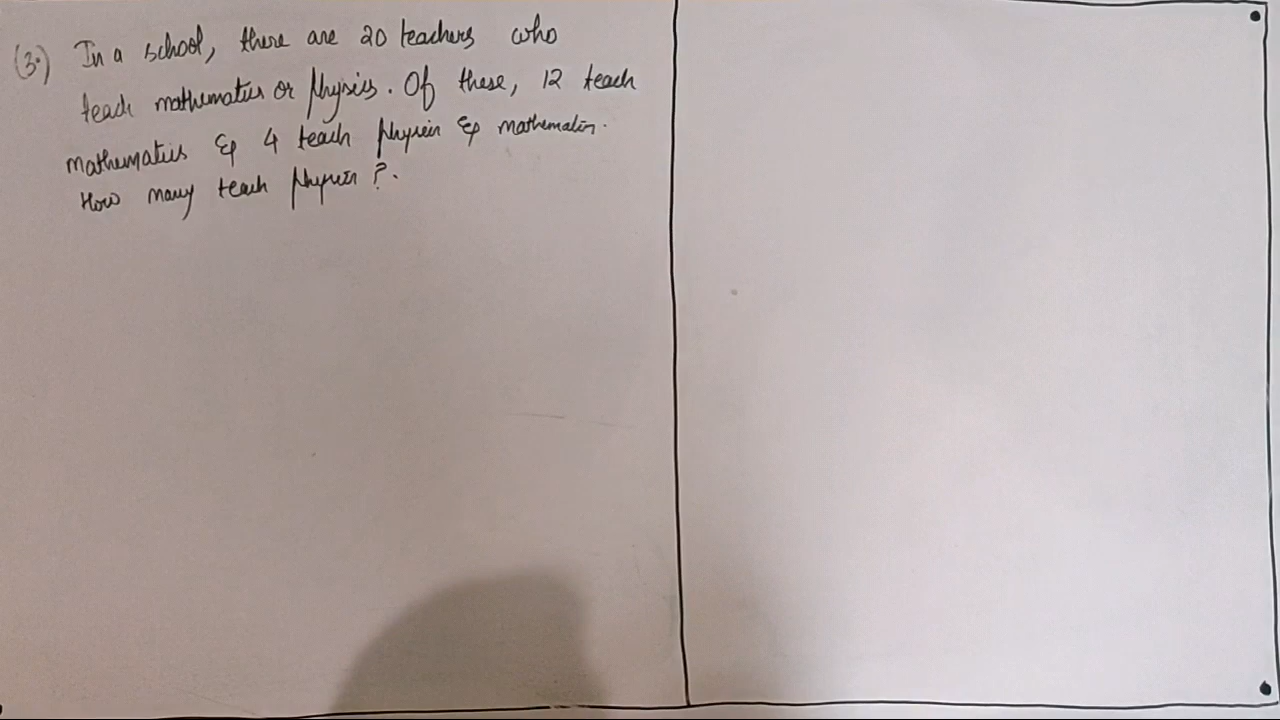 (3.) In a school, there are 20 teachers who
teach mathematics or physics. Of these, 12 teach
mathematics & 4 teach physics & mathematics.
How many teach physics?.